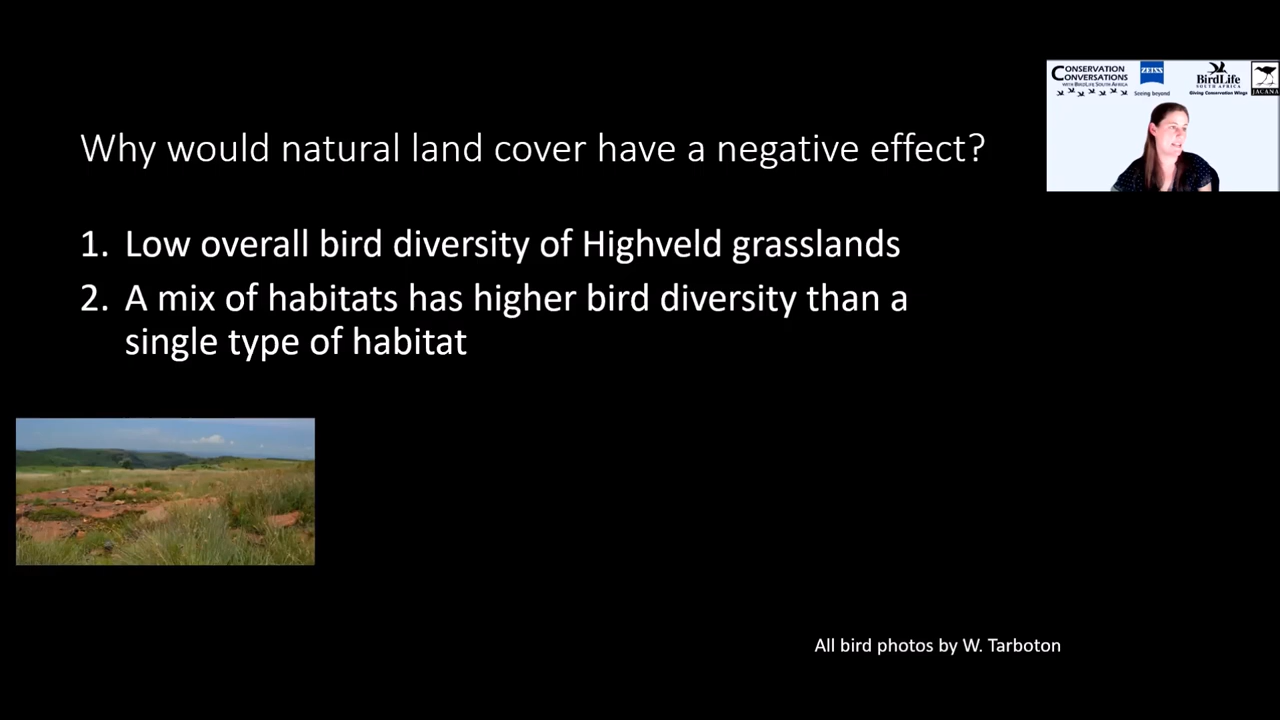 CONSERVATION
CONVERSATIONS
WITH BIRDLIFE SOUTH AFRICA
ZEISS
Seeing beyond
BirdLife
SOUTH AFRICA
Giving Conservation Wings
JACANA
Why would natural land cover have a negative effect?
1. Low overall bird diversity of Highveld grasslands
2. A mix of habitats has higher bird diversity than a
single type of habitat
All bird photos by W. Tarboton